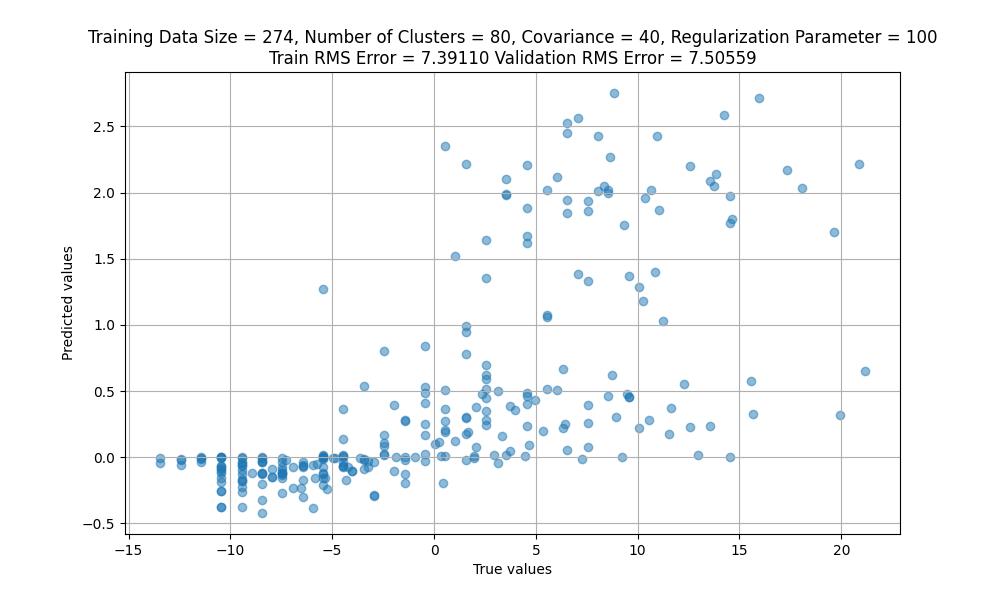 Training Data Size = 274, Number of Clusters = 80, Covariance = 40, Regularization Parameter = 100
Train RMS Error = 7.39110 Validation RMS Error = 7.50559
2.5
2.0
1.5
1.0
0.5
0.0
−0.5
Predicted values
−15 −10 −5 0 5 10 15 20
True values